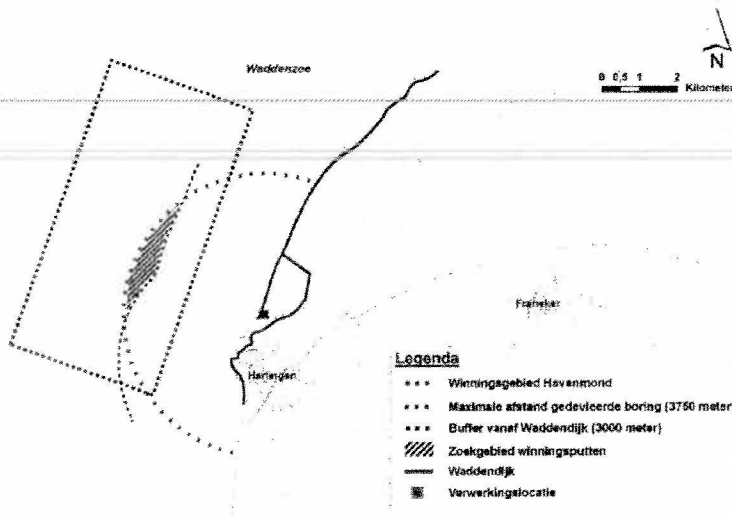 Waddenzee
N
0 0,5 1 2
Kilometer
Franeker
Harlingen
Legenda
Winningsgebied Havenmond
Maximale afstand gedevieerde boring (3750 meter)
Buffer vanaf Waddendijk (3000 meter)
Zoekgebied winningsputten
Waddendijk
Verwerkingslocatie